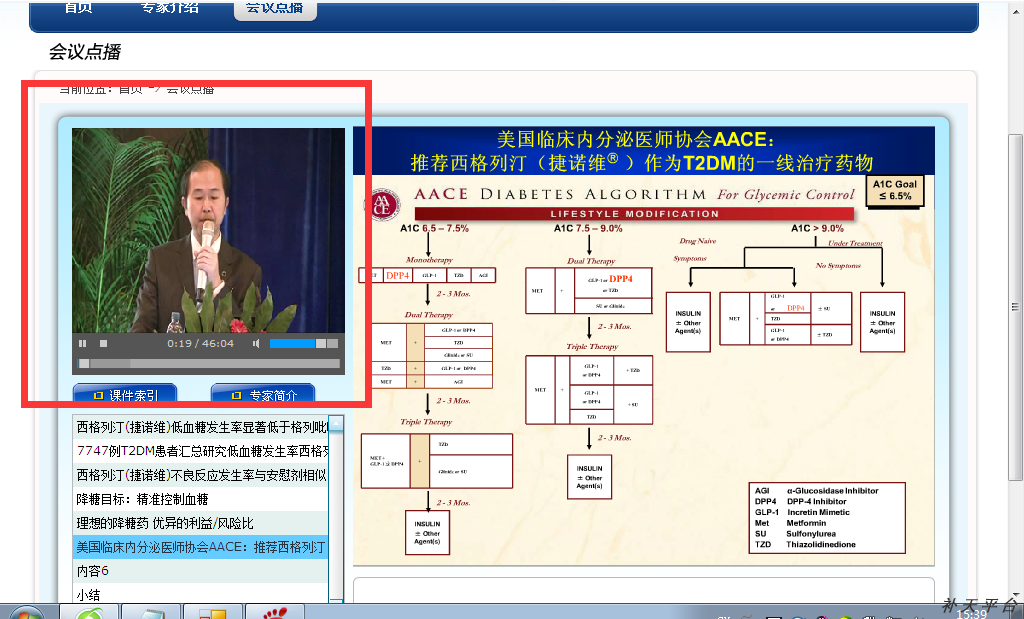 首页 专家介绍 会议点播
会议点播
当前位置：首页 -> 会议点播
美国临床内分泌医师协会AACE：
推荐西格列汀（捷诺维®）作为T2DM的一线治疗药物
AACE DIABETES ALGORITHM For Glycemic Control
A1C Goal
≤ 6.5%
LIFESTYLE MODIFICATION
A1C 6.5 – 7.5%
A1C 7.5 – 9.0%
A1C > 9.0%
Drug Naive
Under Treatment
Symptoms
No Symptoms
Monotherapy
MET DPP4 GLP-1 TZD AGI
2 - 3 Mos.
Dual Therapy
MET + GLP-1 or DPP4
TZD
Glinide or SU
TZD + GLP-1 or DPP4
MET + AGI
2 - 3 Mos.
Triple Therapy
MET +
GLP-1 or DPP4
+
TZD
Glinide or SU
2 - 3 Mos.
INSULIN
± Other
Agent(s)
Dual Therapy
MET +
GLP-1 or DPP4
or TZD
SU or Glinide
2 - 3 Mos.
Triple Therapy
MET +
GLP-1
or DPP4
+ TZD
GLP-1
or DPP4
+ SU
TZD
2 - 3 Mos.
INSULIN
± Other
Agent(s)
INSULIN
± Other
Agent(s)
MET +
GLP-1
or DPP4
± SU
TZD
GLP-1
or DPP4
± TZD
INSULIN
± Other
Agent(s)
AGI α-Glucosidase Inhibitor
DPP4 DPP-4 Inhibitor
GLP-1 Incretin Mimetic
Met Metformin
SU Sulfonylurea
TZD Thiazolidinedione
0:19 / 46:04
课件索引 专家简介
西格列汀(捷诺维)低血糖发生率显著低于格列吡
7747例T2DM患者汇总研究低血糖发生率西格列
西格列汀(捷诺维)不良反应发生率与安慰剂相似
降糖目标：精准控制血糖
理想的降糖药 优异的利益/风险比
美国临床内分泌医师协会AACE：推荐西格列汀
内容6
小结
补天平台
15:39